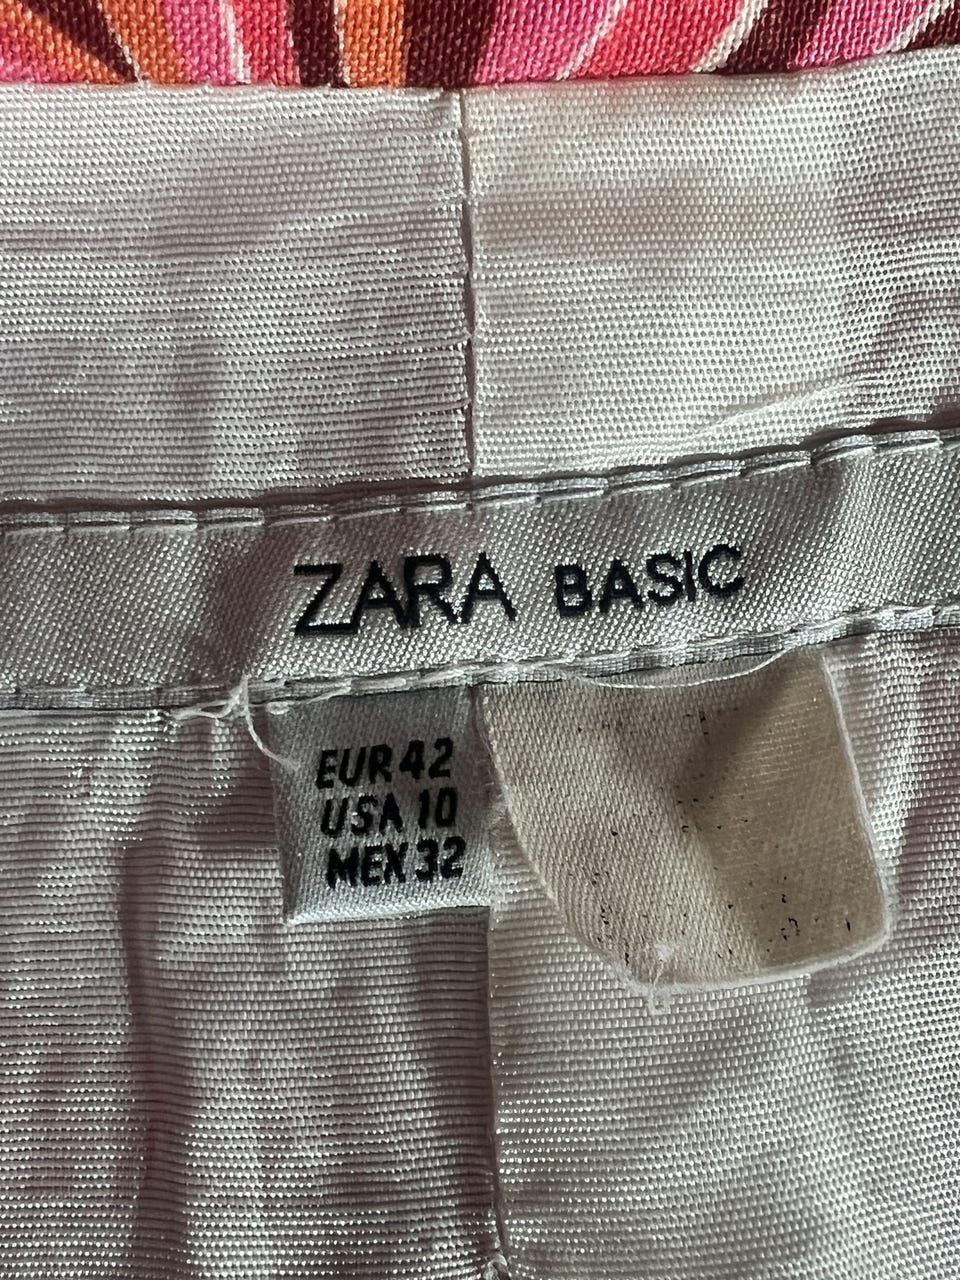 ZARA BASIC
EUR 42
USA 10
MEX 32